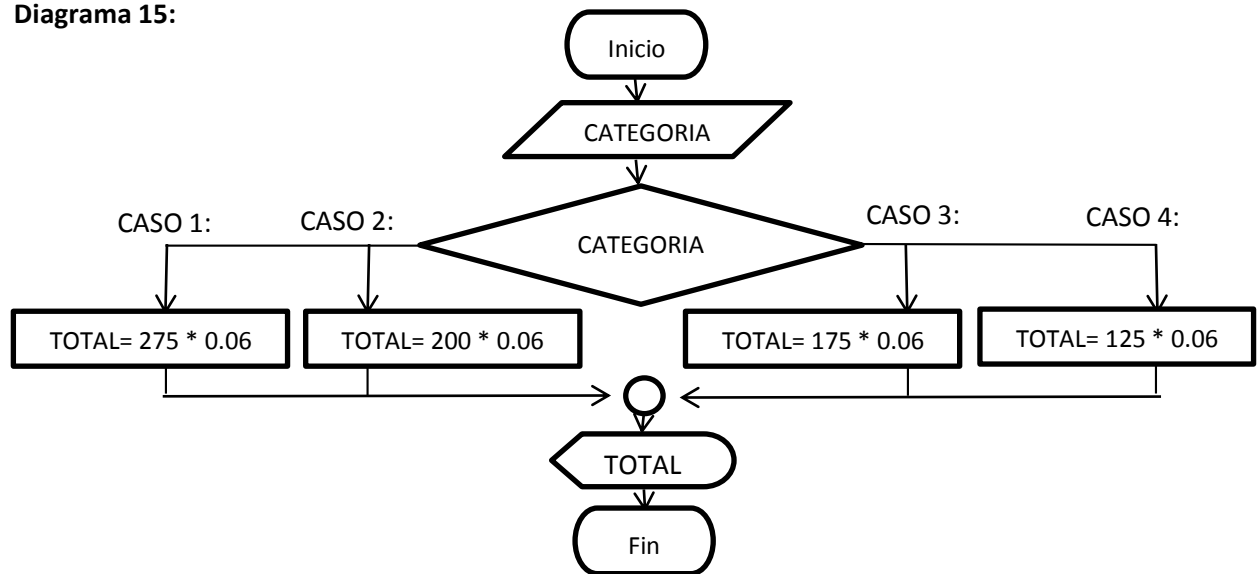 Diagrama 15:
Inicio
CATEGORIA
CASO 1:
CASO 2:
CATEGORIA
CASO 3:
CASO 4:
TOTAL= 275 * 0.06
TOTAL= 200 * 0.06
TOTAL= 175 * 0.06
TOTAL= 125 * 0.06
TOTAL
Fin